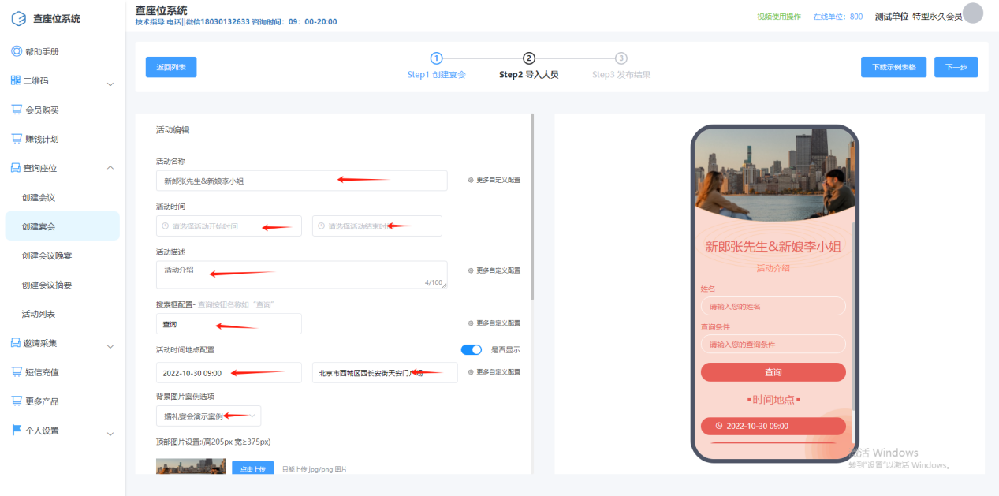 查座位系统
帮助手册
二维码
会员购买
赚钱计划
查询座位
创建会议
创建宴会
创建会议晚宴
创建会议摘要
活动列表
邀请采集
短信充值
更多产品
个人设置
查座位系统
技术指导 电话||微信18030132633 咨询时间：09：00-20:00
视频使用操作 在线单位：800 测试单位 特型永久会员
返回列表
1 2 3
Step1 创建宴会 Step2 导入人员 Step3 发布结果
下载示例表格 下一步
活动编辑
活动名称
新郎张先生&新娘李小姐 更多自定义配置
活动时间
请选择活动开始时间 请选择活动结束时
活动描述
活动介绍
4/100
更多自定义配置
搜索框配置- 查询按钮名称如“查询”
查询 更多自定义配置
活动时间地点配置 是否显示
2022-10-30 09:00 北京市西城区西长安街天安门广场 更多自定义配置
背景图片案例选项
婚礼宴会演示案例
顶部图片设置:(高205px 宽≥375px)
点击上传 只能上传 jpg/png 图片
新郎张先生&新娘李小姐
活动介绍
姓名
请输入您的姓名
查询条件
请输入您的查询条件
查询
时间地点
2022-10-30 09:00
激活 Windows
转到"设置"以激活 Windows。